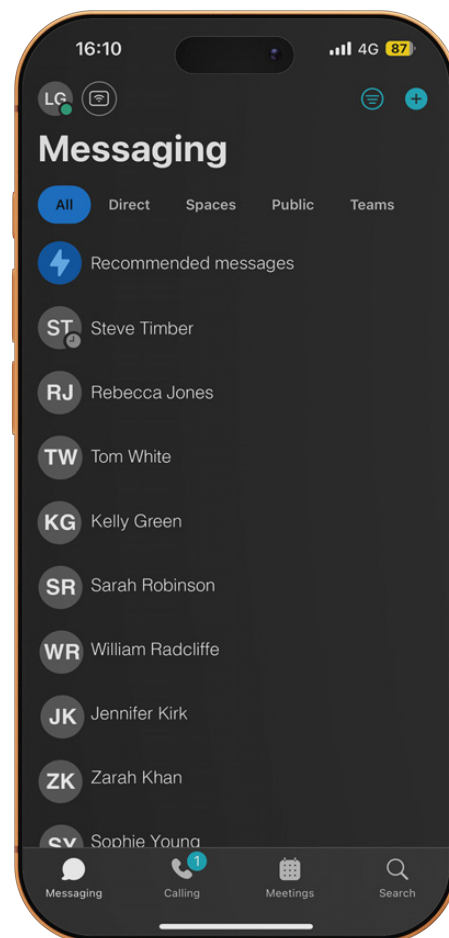 16:10 4G 87
LG
Messaging
All Direct Spaces Public Teams
Recommended messages
ST Steve Timber
RJ Rebecca Jones
TW Tom White
KG Kelly Green
SR Sarah Robinson
WR William Radcliffe
JK Jennifer Kirk
ZK Zarah Khan
SY Sophie Young
1
Messaging Calling Meetings Search